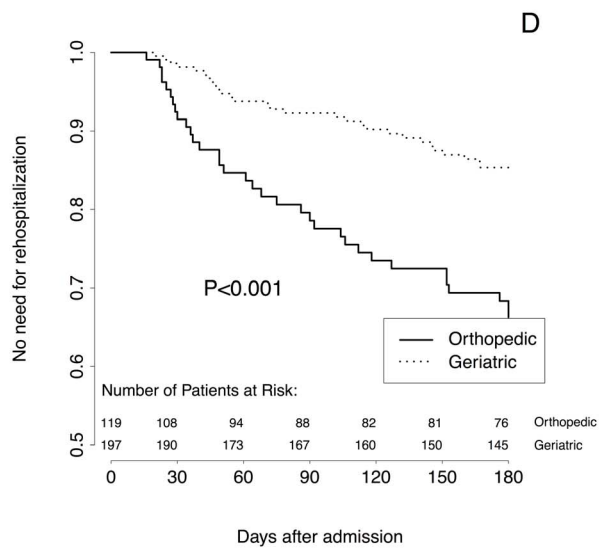 D
1.0
0.9
0.8
0.7
0.6
0.5
No need for rehospitalization
P<0.001
Orthopedic
Geriatric
Number of Patients at Risk:
119 108 94 88 82 81 76 Orthopedic
197 190 173 167 160 150 145 Geriatric
0 30 60 90 120 150 180
Days after admission